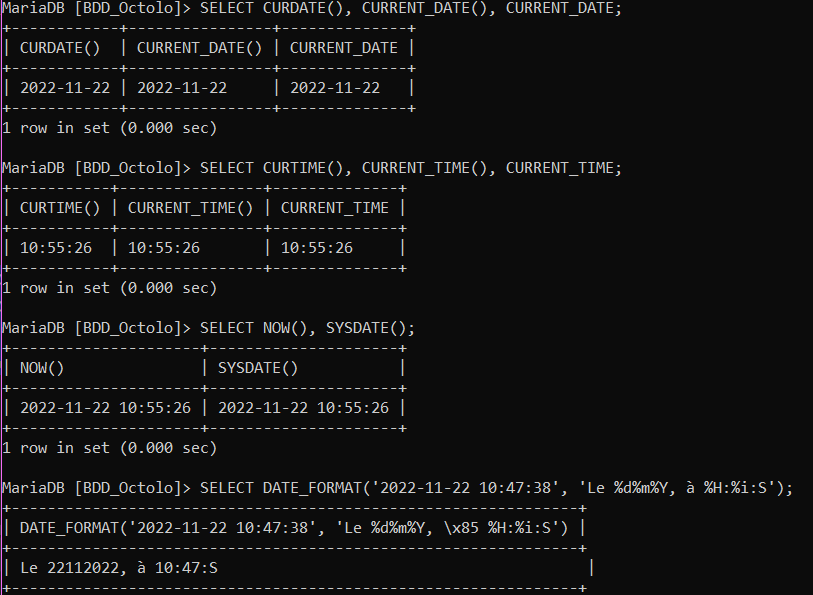 MariaDB [BDD_Octolo]> SELECT CURDATE(), CURRENT_DATE(), CURRENT_DATE;
+------------+----------------+--------------+
| CURDATE()  | CURRENT_DATE() | CURRENT_DATE |
+------------+----------------+--------------+
| 2022-11-22 | 2022-11-22     | 2022-11-22   |
+------------+----------------+--------------+
1 row in set (0.000 sec)
MariaDB [BDD_Octolo]> SELECT CURTIME(), CURRENT_TIME(), CURRENT_TIME;
+-----------+----------------+--------------+
| CURTIME() | CURRENT_TIME() | CURRENT_TIME |
+-----------+----------------+--------------+
| 10:55:26  | 10:55:26       | 10:55:26     |
+-----------+----------------+--------------+
1 row in set (0.000 sec)
MariaDB [BDD_Octolo]> SELECT NOW(), SYSDATE();
+---------------------+---------------------+
| NOW()               | SYSDATE()           |
+---------------------+---------------------+
| 2022-11-22 10:55:26 | 2022-11-22 10:55:26 |
+---------------------+---------------------+
1 row in set (0.000 sec)
MariaDB [BDD_Octolo]> SELECT DATE_FORMAT('2022-11-22 10:47:38', 'Le %d%m%Y, à %H:%i:S');
+---------------------------------------------------------------+
| DATE_FORMAT('2022-11-22 10:47:38', 'Le %d%m%Y, \x85 %H:%i:S') |
+---------------------------------------------------------------+
| Le 22112022, à 10:47:S                                         |
+---------------------------------------------------------------+